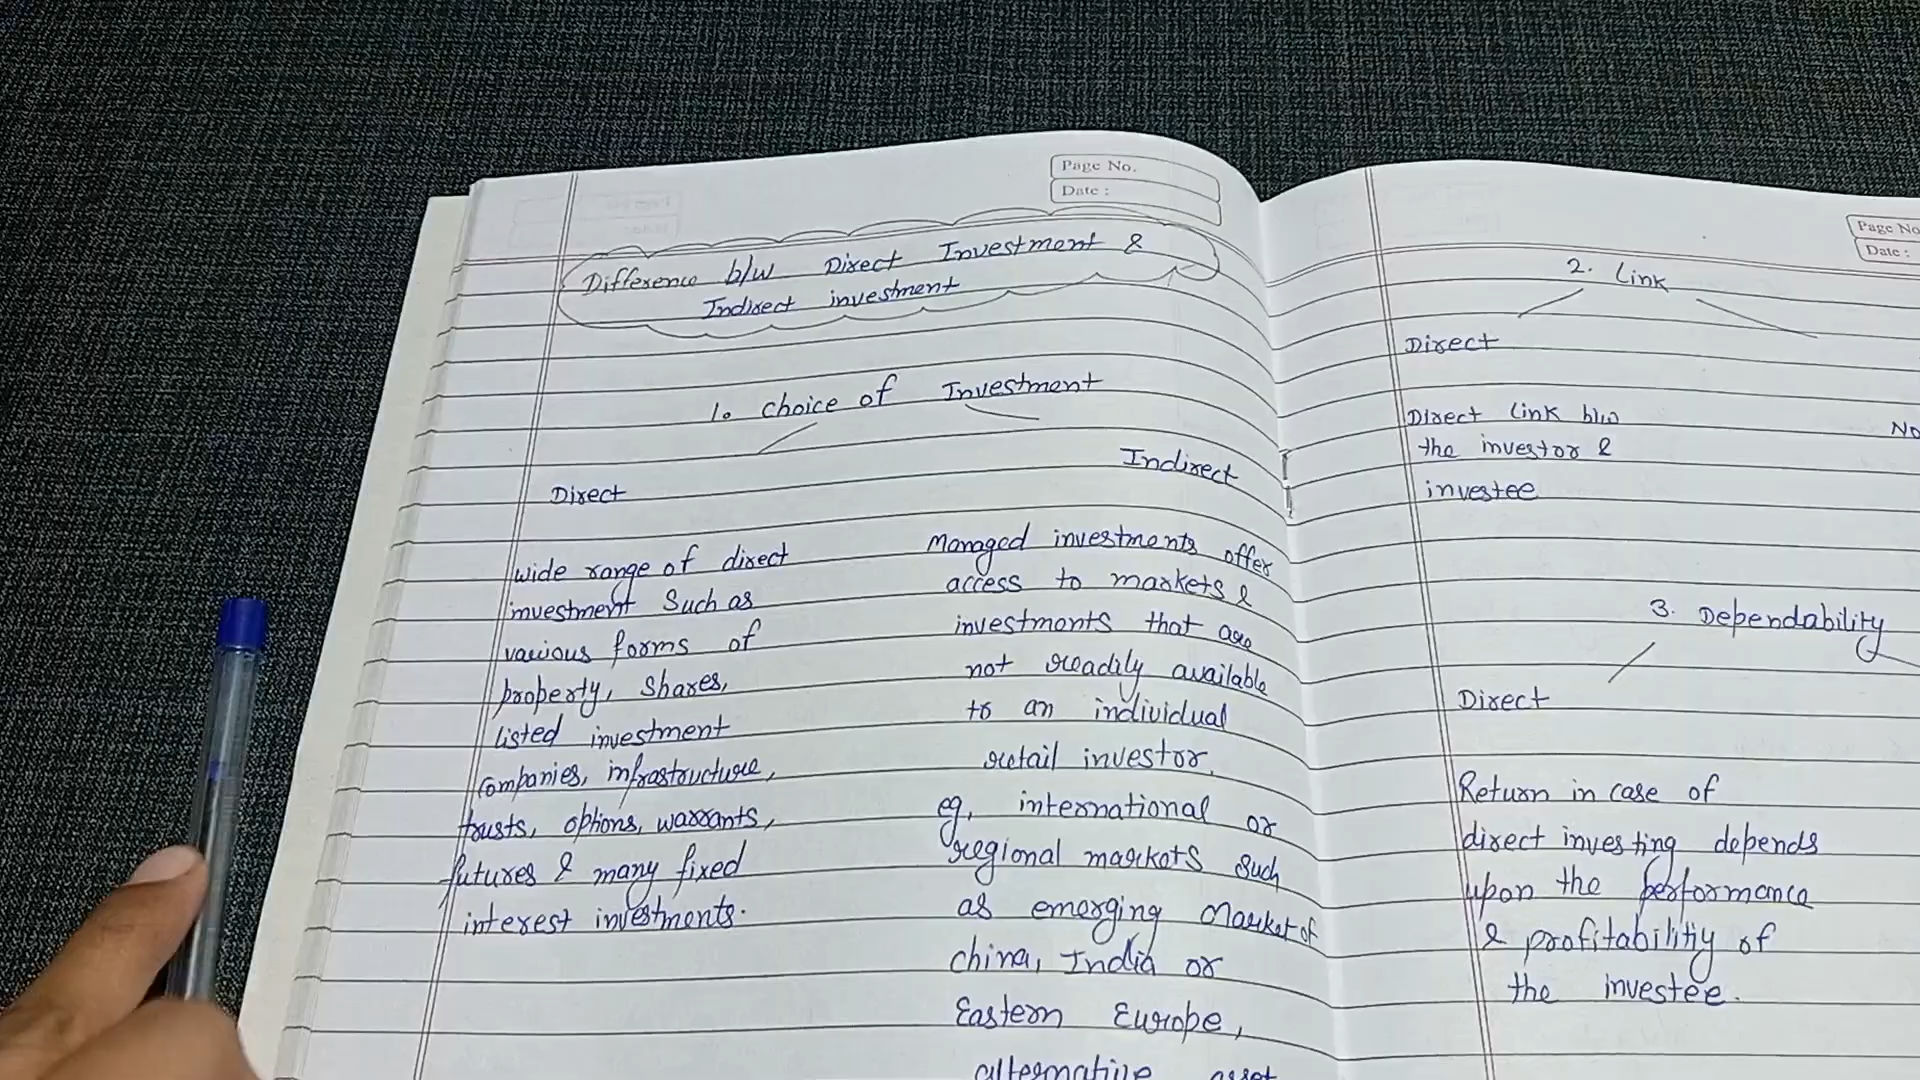 Page No.
Date :
Difference b/w Direct Investment &
Indirect investment
1. choice of Investment
Direct
Indirect
wide range of direct
investment Such as
various forms of
property, shares,
listed investment
companies, infrastructure,
trusts, options, warrants,
futures & many fixed
interest investments.
Managed investments offer
access to markets &
investments that are
not readily available
to an individual
retail investor.
eg, international or
regional markets such
as emerging market of
china, India or
Eastern Europe,
alternative asset
Page No
Date :
2. Link
Direct
Direct link b/w
the investor &
investee
No
3. Dependability
Direct
Return in case of
direct investing depends
upon the performance
& profitabilitiy of
the investee.